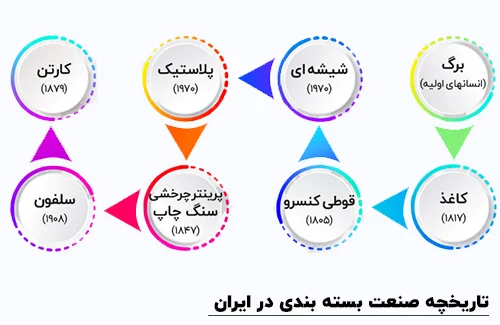 برگ
(انسانهای اولیه)
کاغذ
(۱۸۱۷)
قوطی کنسرو
(۱۸۰۵)
شیشه ای
(۱۹۷۰)
پلاستیک
(۱۹۷۰)
پرینتر چرخشی
سنگ چاپ
(۱۸۴۷)
سلفون
(۱۹۰۸)
کارتن
(۱۸۷۹)
تاریخچه صنعت بسته بندی در ایران